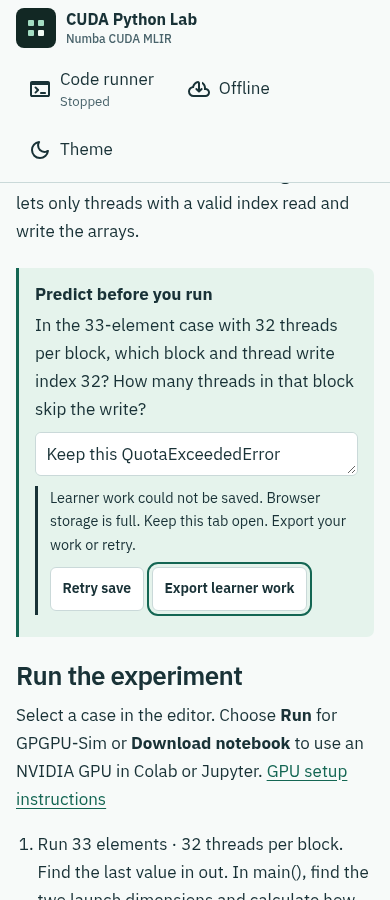 CUDA Python Lab
Numba CUDA MLIR
Code runner
Stopped
Offline
Theme
lets only threads with a valid index read and
write the arrays.
Predict before you run
In the 33-element case with 32 threads
per block, which block and thread write
index 32? How many threads in that block
skip the write?
Keep this QuotaExceededError
Learner work could not be saved. Browser
storage is full. Keep this tab open. Export your
work or retry.
Retry save
Export learner work
Run the experiment
Select a case in the editor. Choose Run for
GPGPU-Sim or Download notebook to use an
NVIDIA GPU in Colab or Jupyter. GPU setup
instructions
1. Run 33 elements · 32 threads per block.
Find the last value in out. In main(), find the
two launch dimensions and calculate how